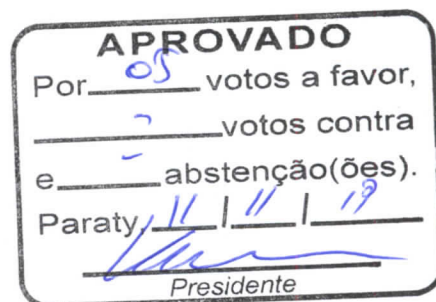 APROVADO
Por 05 votos a favor,
- votos contra
e - abstenção(ões).
Paraty, 11 / 11 / 19
Presidente